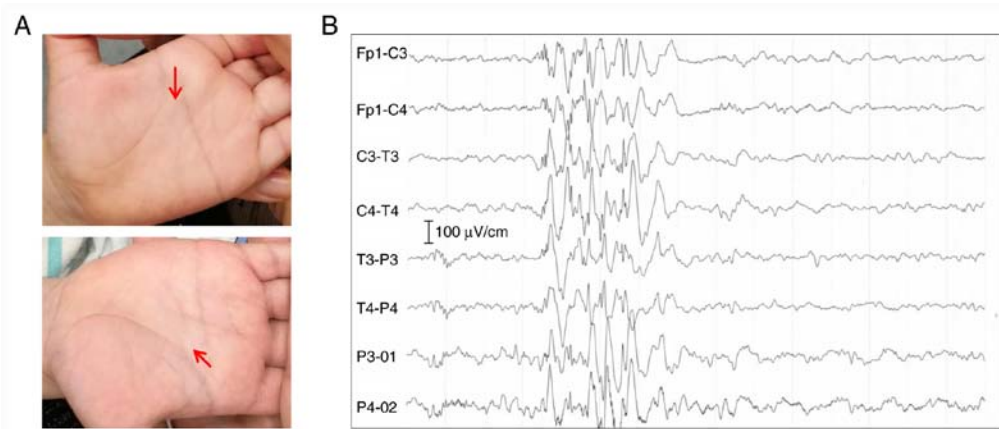 A
B
Fp1-C3
Fp1-C4
C3-T3
C4-T4
100 µV/cm
T3-P3
T4-P4
P3-01
P4-02